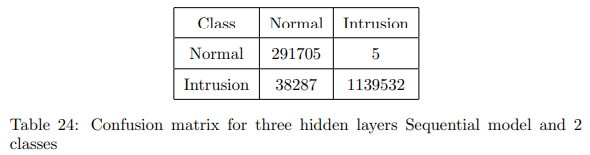 Class Normal Intrusion
Normal 291705 5
Intrusion 38287 1139532
Table 24: Confusion matrix for three hidden layers Sequential model and 2
classes